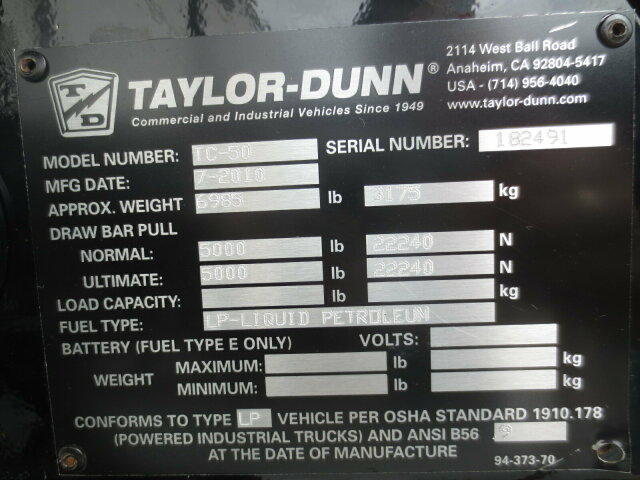 TD
TAYLOR-DUNN®
Commercial and Industrial Vehicles Since 1949
2114 West Ball Road
Anaheim, CA 92804-5417
USA - (714) 956-4040
www.taylor-dunn.com
MODEL NUMBER: TC-50 SERIAL NUMBER: 182491
MFG DATE: 7-2010
APPROX. WEIGHT 6985 lb 3175 kg
DRAW BAR PULL
NORMAL: 5000 lb 22240 N
ULTIMATE: 5000 lb 22240 N
LOAD CAPACITY: lb kg
FUEL TYPE: LP-LIQUID PETROLEUM
BATTERY (FUEL TYPE E ONLY) VOLTS:
WEIGHT MAXIMUM: lb kg
MINIMUM: lb kg
CONFORMS TO TYPE LP VEHICLE PER OSHA STANDARD 1910.178
(POWERED INDUSTRIAL TRUCKS) AND ANSI B56 .9
AT THE DATE OF MANUFACTURE 94-373-70